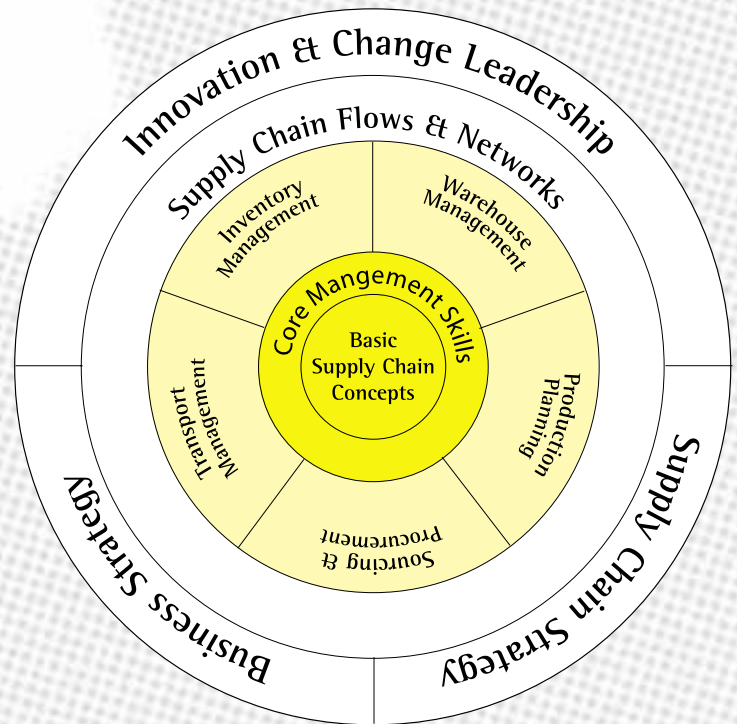 Innovation & Change Leadership
Supply Chain Flows & Networks
Inventory
Management
Warehouse
Management
Core Mangement Skills
Basic
Supply Chain
Concepts
Transport
Management
Production
Planning
Sourcing &
Procurement
Business Strategy
Supply Chain Strategy